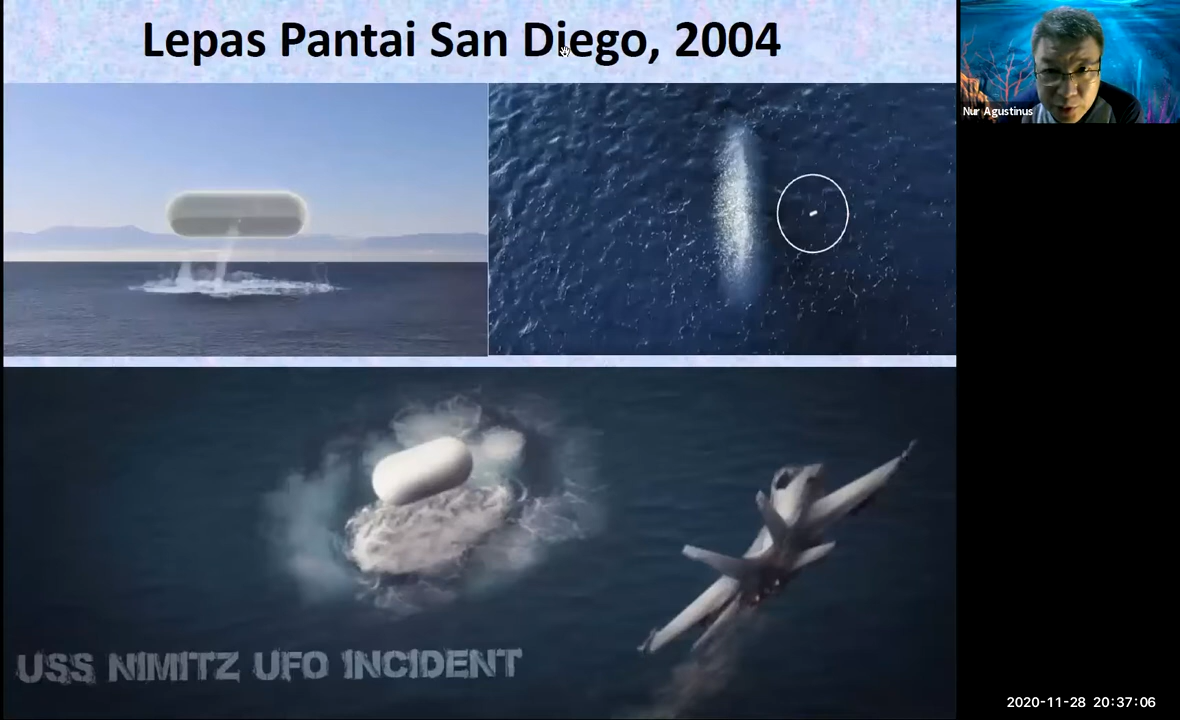 Lepas Pantai San Diego, 2004
Nur Agustinus
USS NIMITZ UFO INCIDENT
2020-11-28 20:37:06